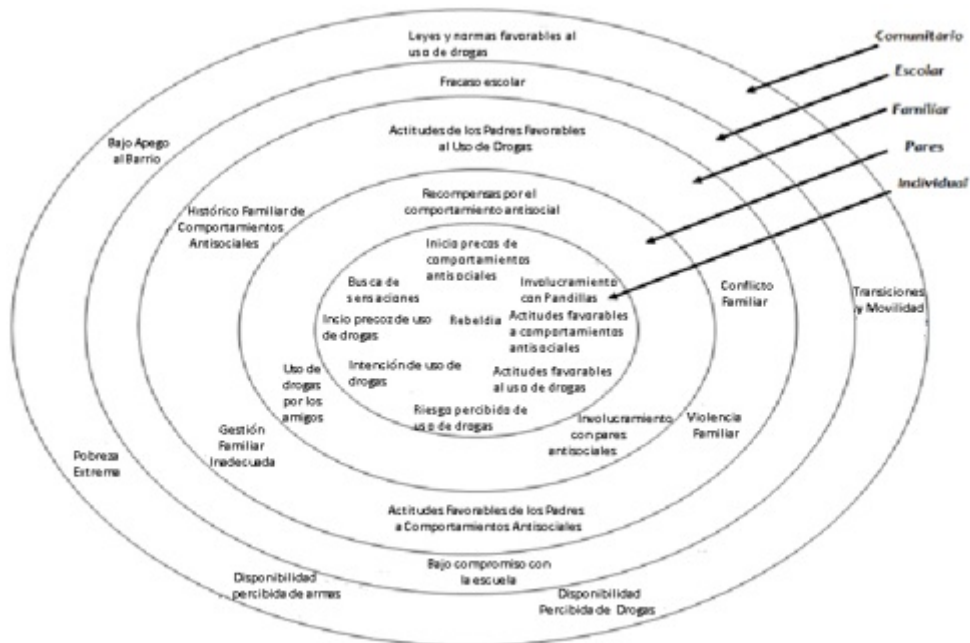 Leyes y normas favorables al
uso de drogas
Comunitario
Escolar
Familiar
Pares
Individual
Fracaso escolar
Bajo Apego
al Barrio
Actitudes de los Padres Favorables
al Uso de Drogas
Recompensas por el
comportamiento antisocial
Histórico Familiar de
Comportamientos
Antisociales
Inicio precos de
comportamientos
antisociales
Busca de
sensaciones
Involucramiento
con Pandillas
Incio precoz de uso
de drogas
Rebeldia
Actitudes favorables
a comportamientos
antisociales
Conflicto
Familiar
Transiciones
y Movilidad
Intención de uso de
drogas
Actitudes favorables
al uso de drogas
Uso de
drogas
por los
amigos
Riesgo percibido de
uso de drogas
Involucramiento
con pares
antisociales
Violencia
Familiar
Gestión
Familiar
Inadecuada
Pobreza
Extrema
Actitudes Favorables de los Padres
a Comportamientos Antisociales
Bajo compromiso con
la escuela
Disponibilidad
percibida de armas
Disponibilidad
Percibida de Drogas